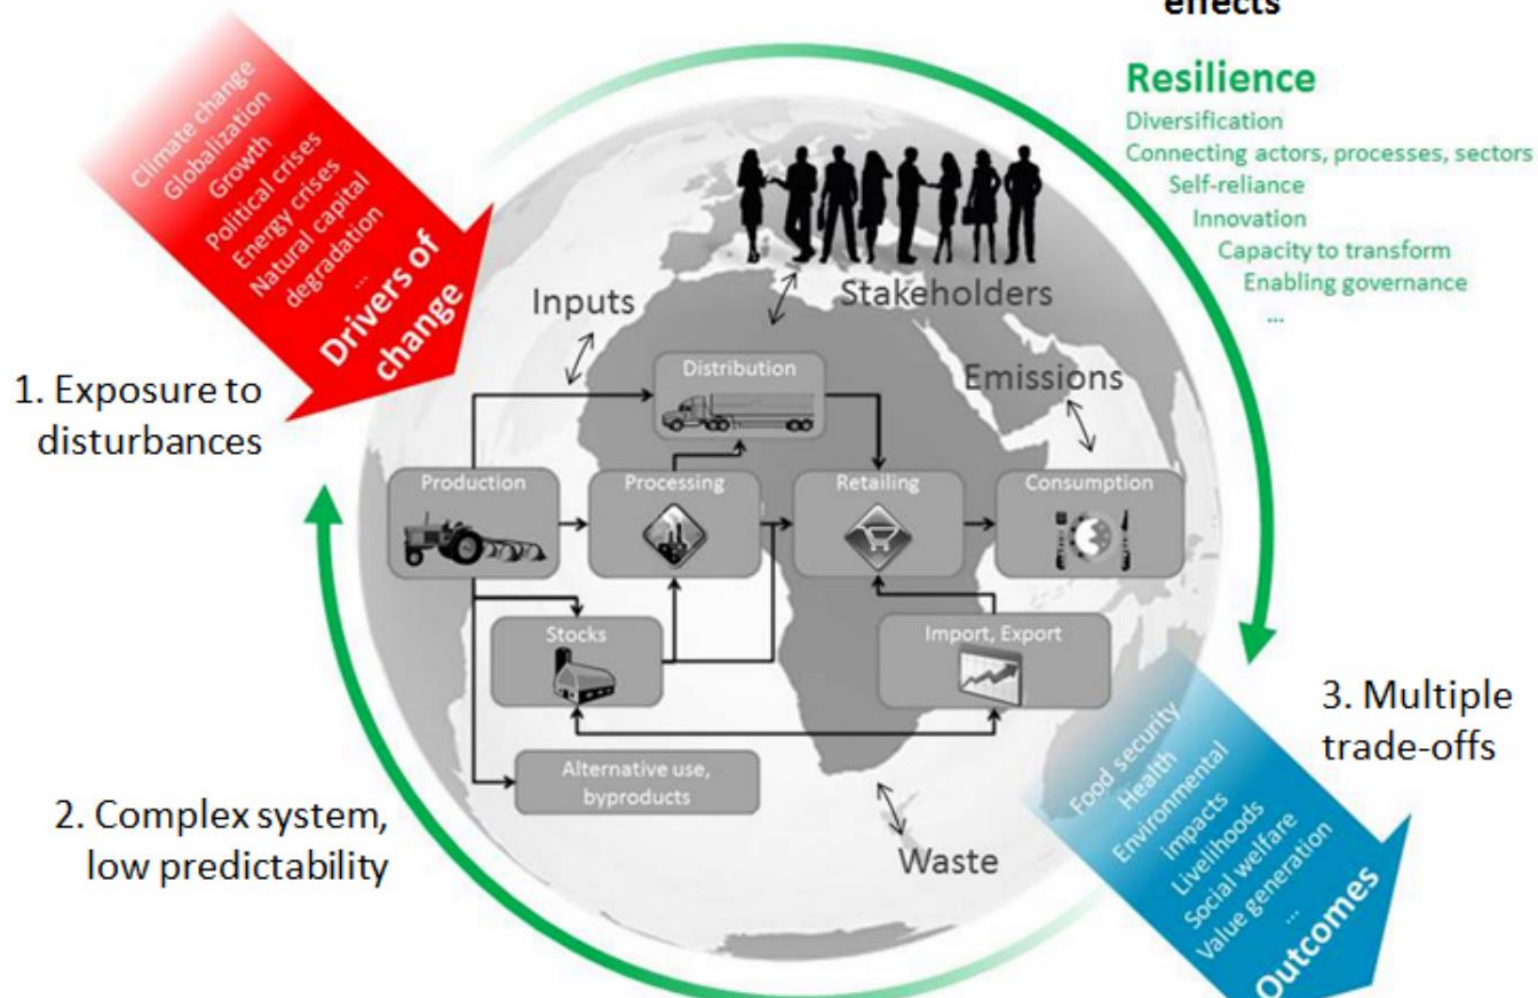 effects
Resilience
Diversification
Connecting actors, processes, sectors
Self-reliance
Innovation
Capacity to transform
Enabling governance
...
Climate change
Globalization
Growth
Political crises
Energy crises
Natural capital
degradation
...
Drivers of
change
1. Exposure to
disturbances
Inputs
Stakeholders
Emissions
Distribution
Production
Processing
Retailing
Consumption
Stocks
Import, Export
Alternative use,
byproducts
Waste
2. Complex system,
low predictability
3. Multiple
trade-offs
Food security
Health
Environmental
impacts
Livelihoods
Social welfare
Value generation
...
Outcomes